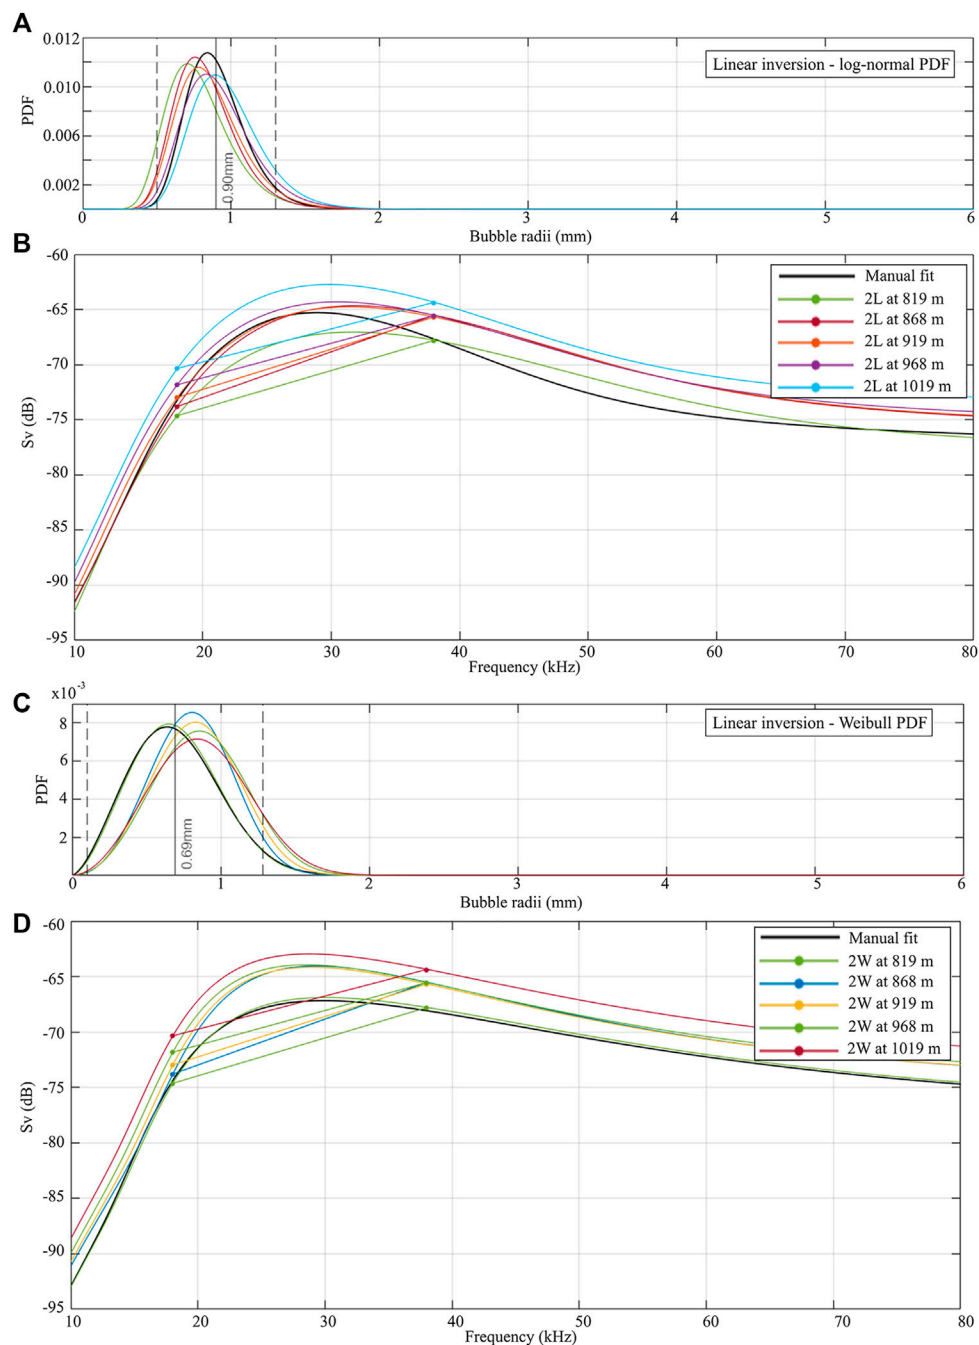 A
0.012
0.010
0.006
0.002
PDF
Linear inversion - log-normal PDF
0.90mm
0 1 2 3 4 5 6
Bubble radii (mm)
B
-60
-65
-70
-75
-80
-85
-90
-95
Sv (dB)
Manual fit
2L at 819 m
2L at 868 m
2L at 919 m
2L at 968 m
2L at 1019 m
10 20 30 40 50 60 70 80
Frequency (kHz)
C
x10-3
8
6
4
2
PDF
Linear inversion - Weibull PDF
0.69mm
0 1 2 3 4 5 6
Bubble radii (mm)
D
-60
-65
-70
-75
-80
-85
-90
-95
Sv (dB)
Manual fit
2W at 819 m
2W at 868 m
2W at 919 m
2W at 968 m
2W at 1019 m
10 20 30 40 50 60 70 80
Frequency (kHz)